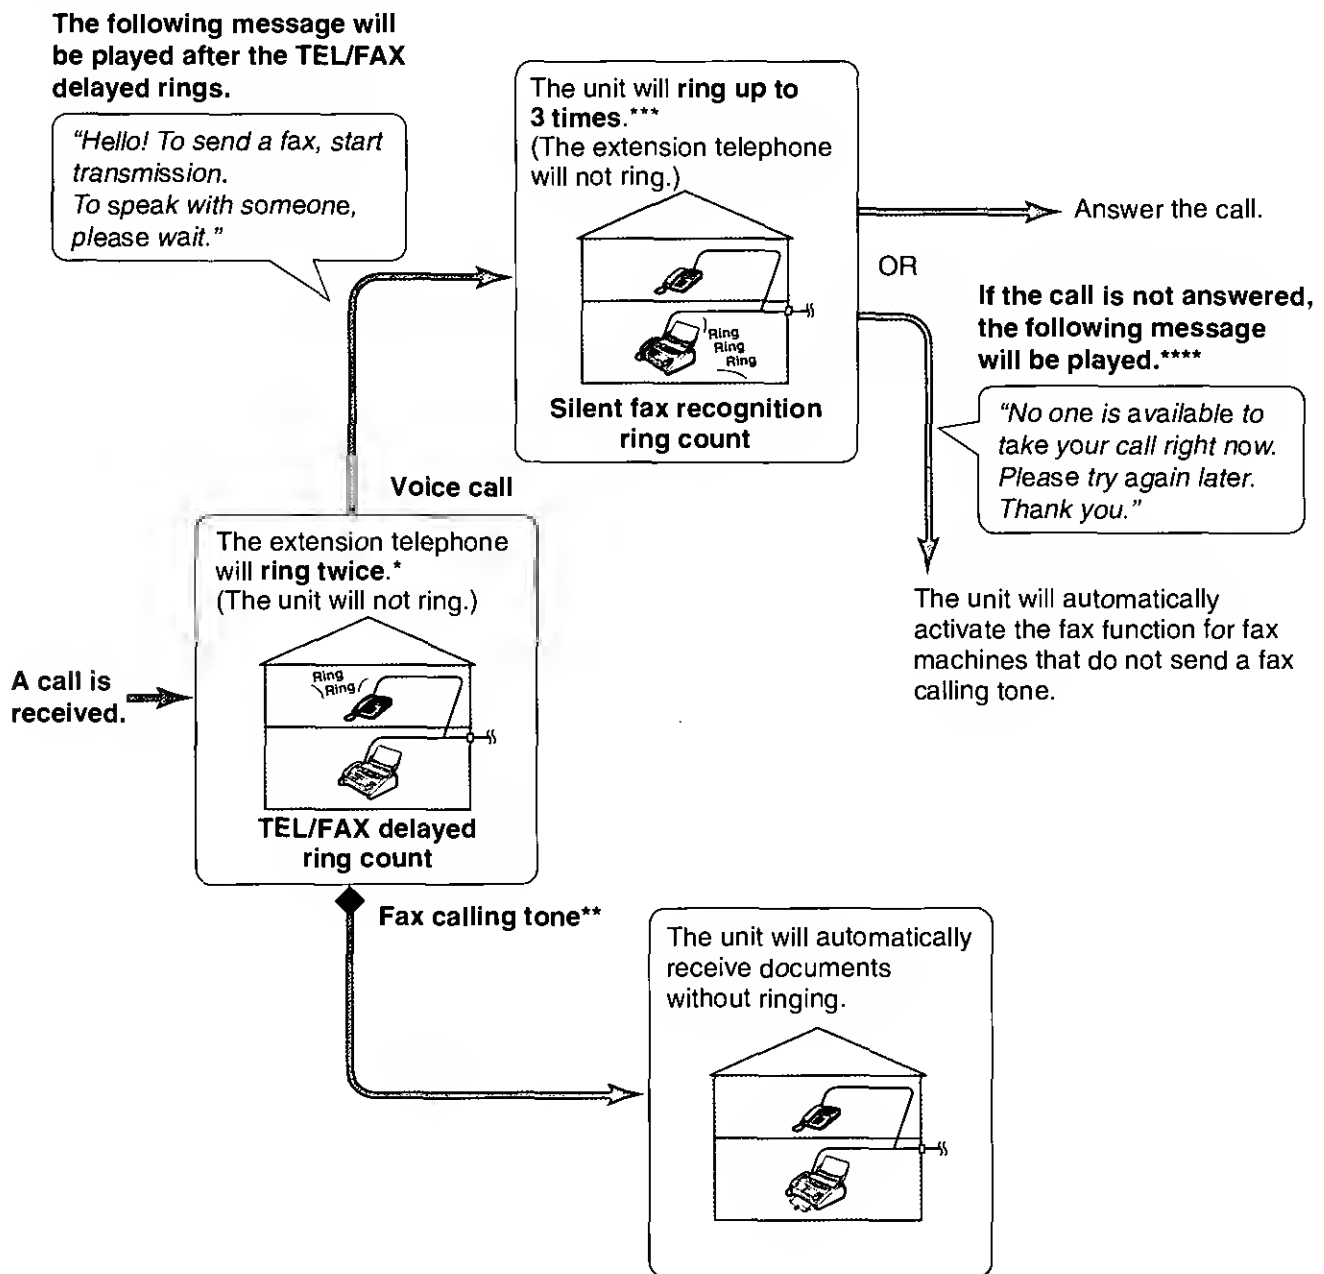 The following message will
be played after the TEL/FAX
delayed rings.
"Hello! To send a fax, start
transmission.
To speak with someone,
please wait."
The unit will ring up to
3 times.***
(The extension telephone
will not ring.)
Ring
Ring
Ring
Silent fax recognition
ring count
Answer the call.
OR
If the call is not answered,
the following message
will be played.****
"No one is available to
take your call right now.
Please try again later.
Thank you."
The unit will automatically
activate the fax function for fax
machines that do not send a fax
calling tone.
Voice call
The extension telephone
will ring twice.*
(The unit will not ring.)
Ring
Ring
A call is
received.
TEL/FAX delayed
ring count
Fax calling tone**
The unit will automatically
receive documents
without ringing.